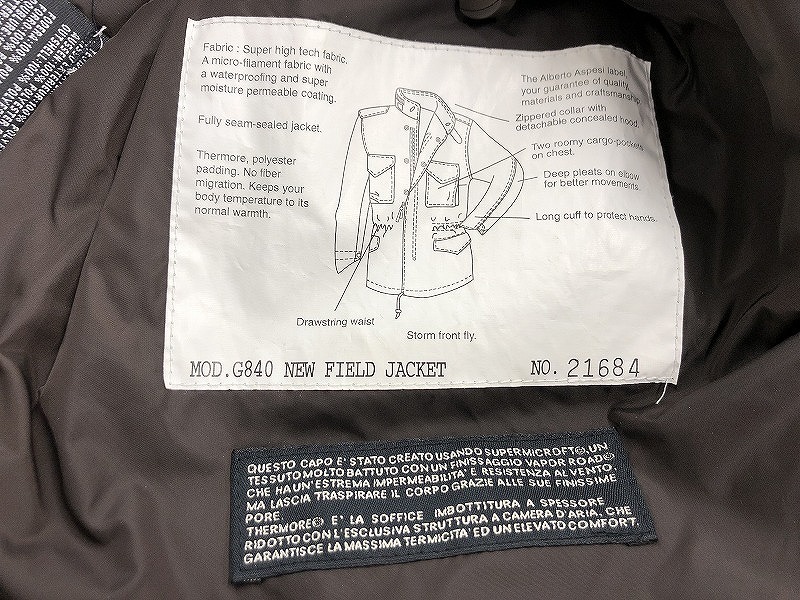 Fabric : Super high tech fabric.
A micro-filament fabric with
a waterproofing and super
moisture permeable coating.
Fully seam-sealed jacket.
Thermore, polyester
padding. No fiber
migration. Keeps your
body temperature to its
normal warmth.
The Alberto Aspesi label,
your guarantee of quality
materials and craftsmanship.
Zippered collar with
detachable concealed hood.
Two roomy cargo-pockets
on chest.
Deep pleats on elbow
for better movements.
Long cuff to protect hands.
Drawstring waist
Storm front fly.
MOD.G840 NEW FIELD JACKET NO. 21684
QUESTO CAPO E' STATO CREATO USANDO SUPERMICROFT©, UN
TESSUTO MOLTO BATTUTO CON UN FINISSAGGIO VAPOR ROAD©
CHE HA UN'ESTREMA IMPERMEABILITA' E RESISTENZA AL VENTO.
MA LASCIA TRASPIRARE IL CORPO GRAZIE ALLE SUE FINISSIME
PORE.
THERMORE© E' LA SOFFICE IMBOTTITURA A SPESSORE
RIDOTTO CON L'ESCLUSIVA STRUTTURA A CAMERA D'ARIA, CHE
GARANTISCE LA MASSIMA TERMICITA' ED UN ELEVATO COMFORT.